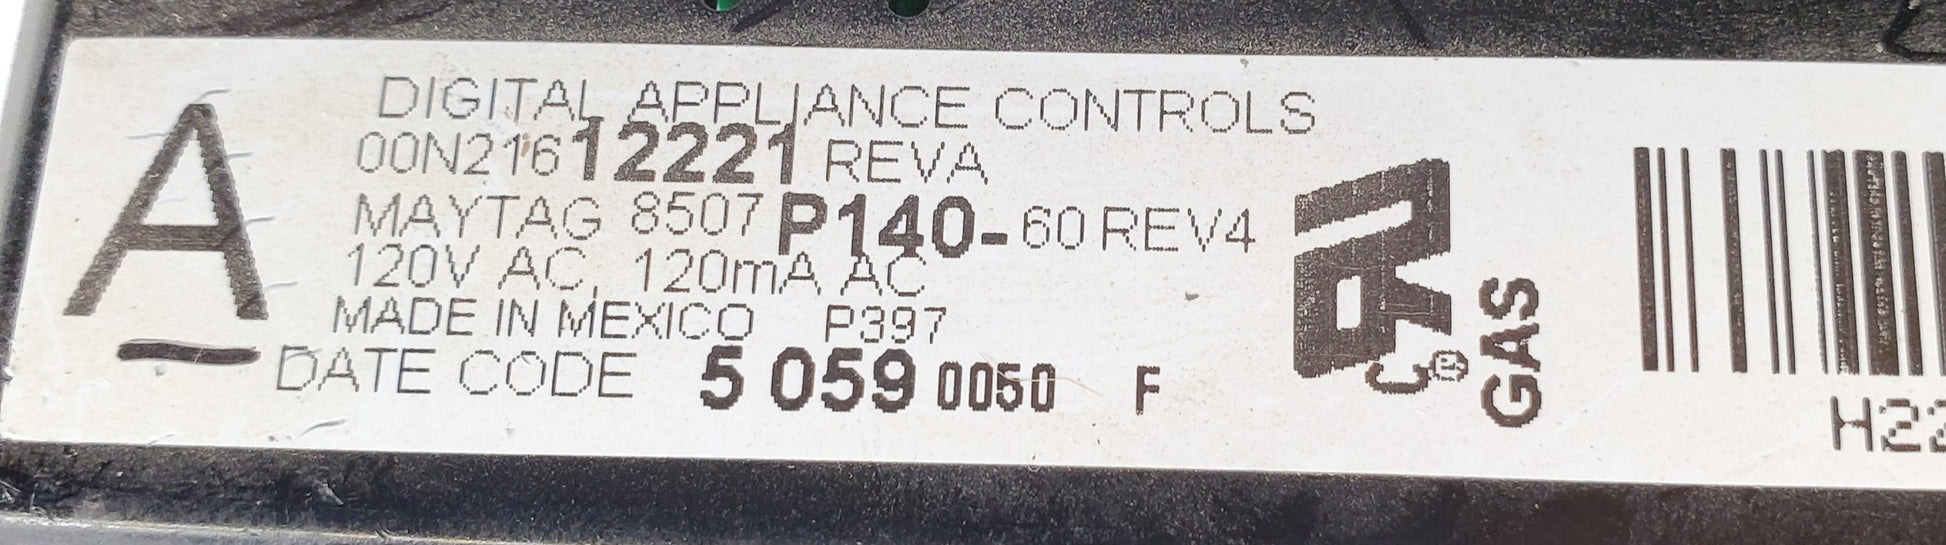 A
DIGITAL APPLIANCE CONTROLS
00N21612221 REVA
MAYTAG 8507P140-60 REV4
120V AC, 120mA AC
MADE IN MEXICO P397
DATE CODE 5 059 0050 F
GAS
H22